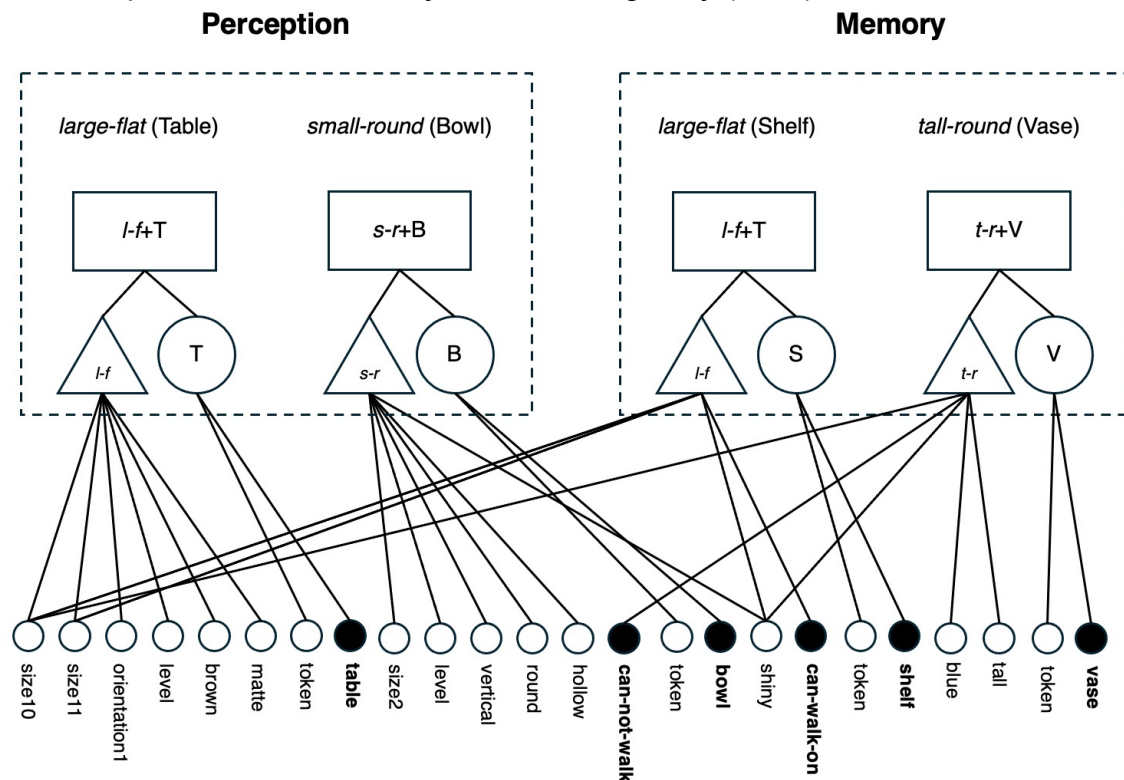 Perception
Memory
large-flat (Table)
small-round (Bowl)
large-flat (Shelf)
tall-round (Vase)
l-f+T
s-r+B
l-f+T
t-r+V
l-f
T
s-r
B
l-f
S
t-r
V
size10
size11
orientation1
level
brown
matte
token
table
size2
level
vertical
round
hollow
can-not-walk
token
bowl
shiny
can-walk-on
token
shelf
blue
tall
token
vase